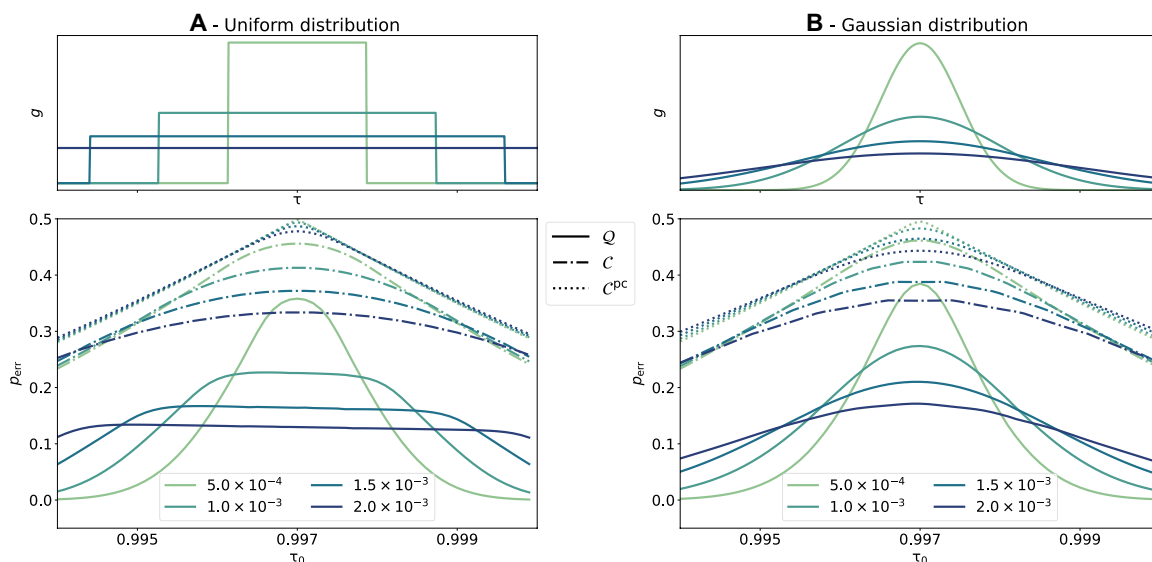 A - Uniform distribution
g
τ
0.5
0.4
0.3
0.2
0.1
0.0
p_err
5.0 × 10⁻⁴
1.0 × 10⁻³
1.5 × 10⁻³
2.0 × 10⁻³
0.995
0.997
0.999
τ₀
𝒬
𝒞
𝒞ᵖᶜ
B - Gaussian distribution
g
τ
0.5
0.4
0.3
0.2
0.1
0.0
p_err
5.0 × 10⁻⁴
1.0 × 10⁻³
1.5 × 10⁻³
2.0 × 10⁻³
0.995
0.997
0.999
τ₀